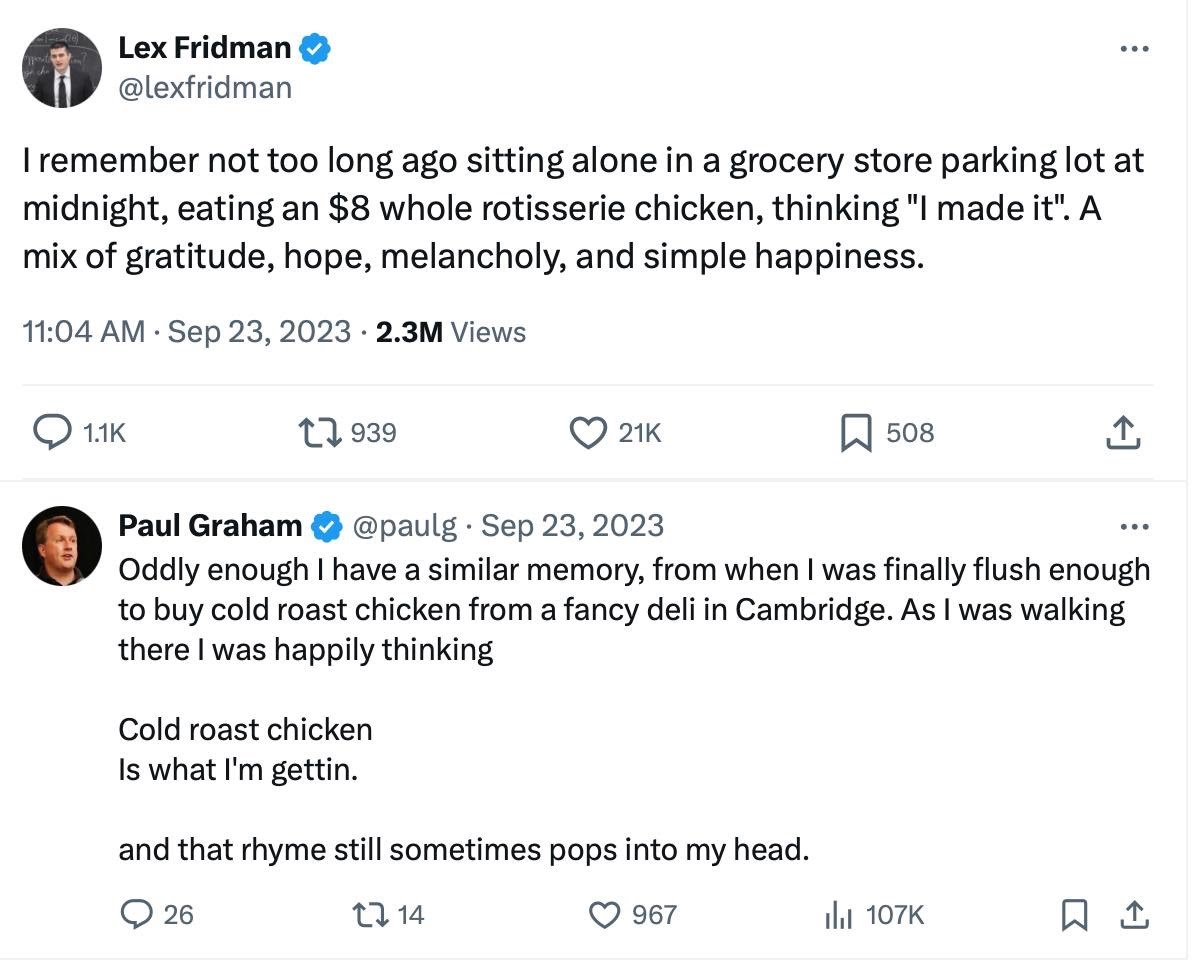 Lex Fridman
@lexfridman
I remember not too long ago sitting alone in a grocery store parking lot at
midnight, eating an $8 whole rotisserie chicken, thinking "I made it". A
mix of gratitude, hope, melancholy, and simple happiness.
11:04 AM · Sep 23, 2023 · 2.3M Views
1.1K 939 21K 508
Paul Graham @paulg · Sep 23, 2023
Oddly enough I have a similar memory, from when I was finally flush enough
to buy cold roast chicken from a fancy deli in Cambridge. As I was walking
there I was happily thinking
Cold roast chicken
Is what I'm gettin.
and that rhyme still sometimes pops into my head.
26 14 967 107K